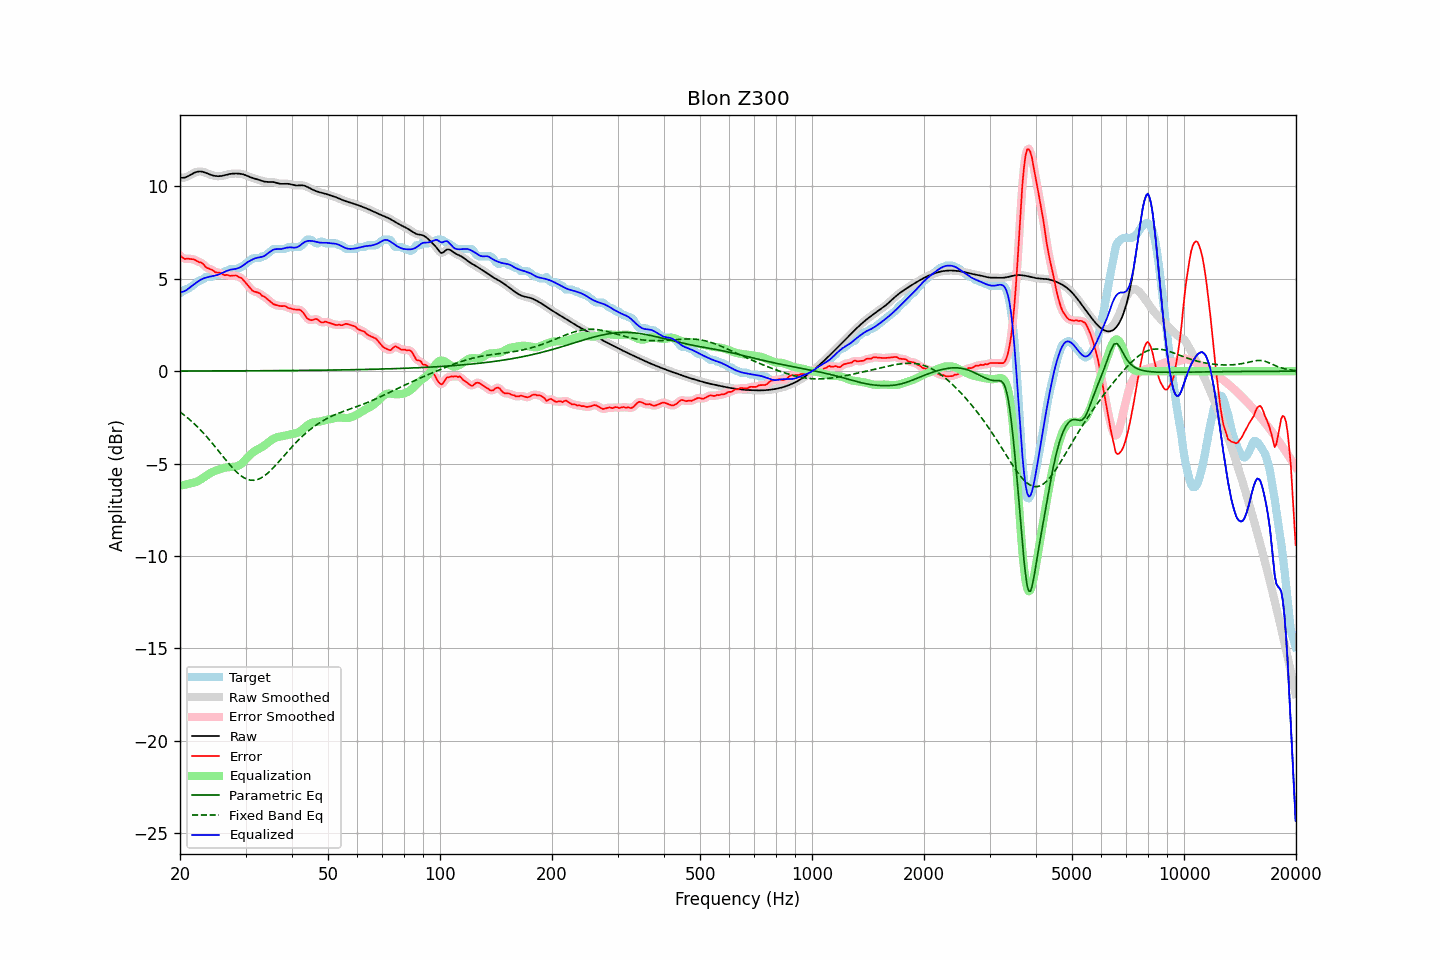 Blon Z300
Amplitude (dBr)
10
5
0
−5
−10
−15
−20
−25
Target
Raw Smoothed
Error Smoothed
Raw
Error
Equalization
Parametric Eq
Fixed Band Eq
Equalized
20 50 100 200 500 1000 2000 5000 10000 20000
Frequency (Hz)